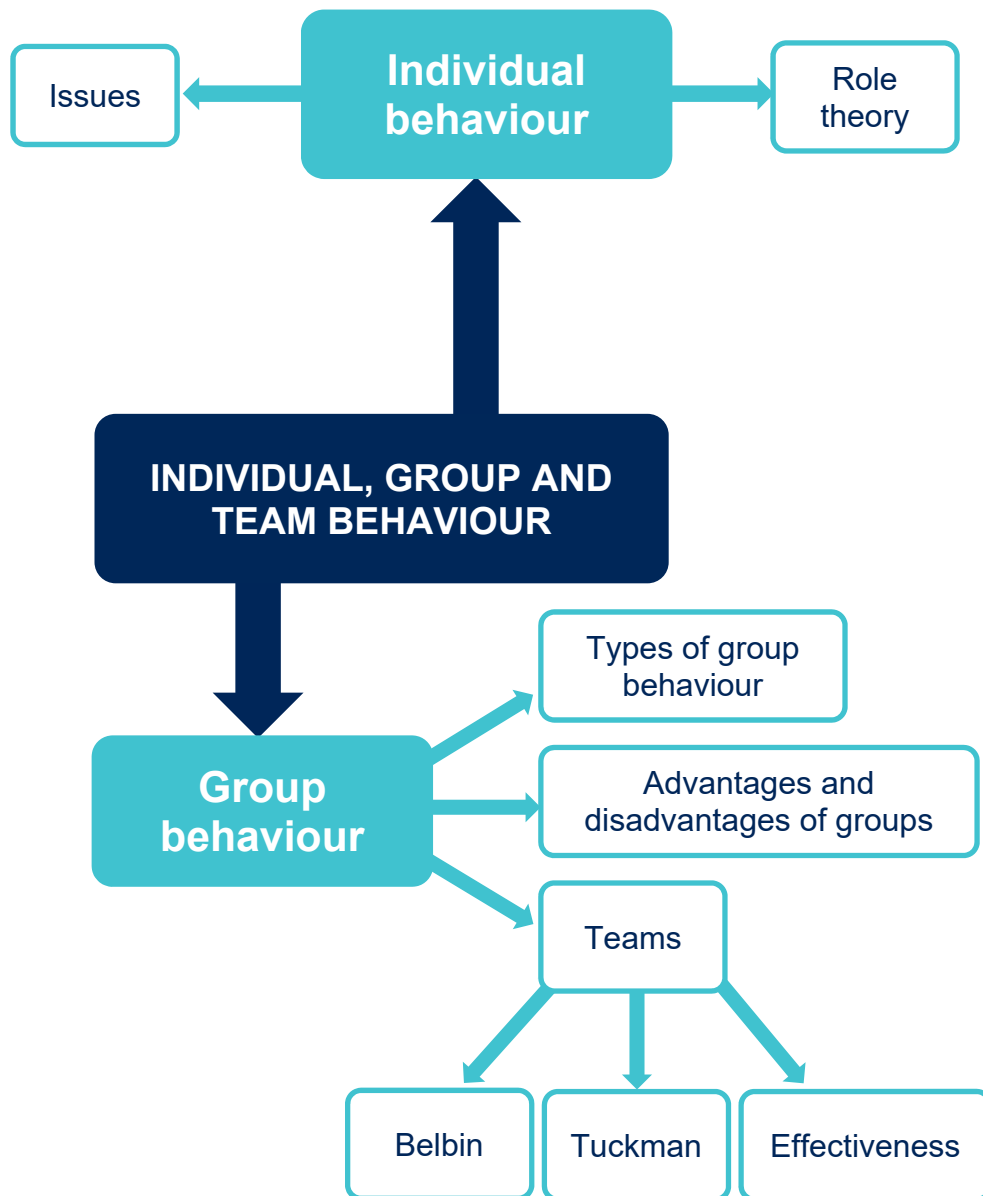 Individual
behaviour
Issues
Role
theory
INDIVIDUAL, GROUP AND
TEAM BEHAVIOUR
Types of group
behaviour
Group
behaviour
Advantages and
disadvantages of groups
Teams
Belbin
Tuckman
Effectiveness